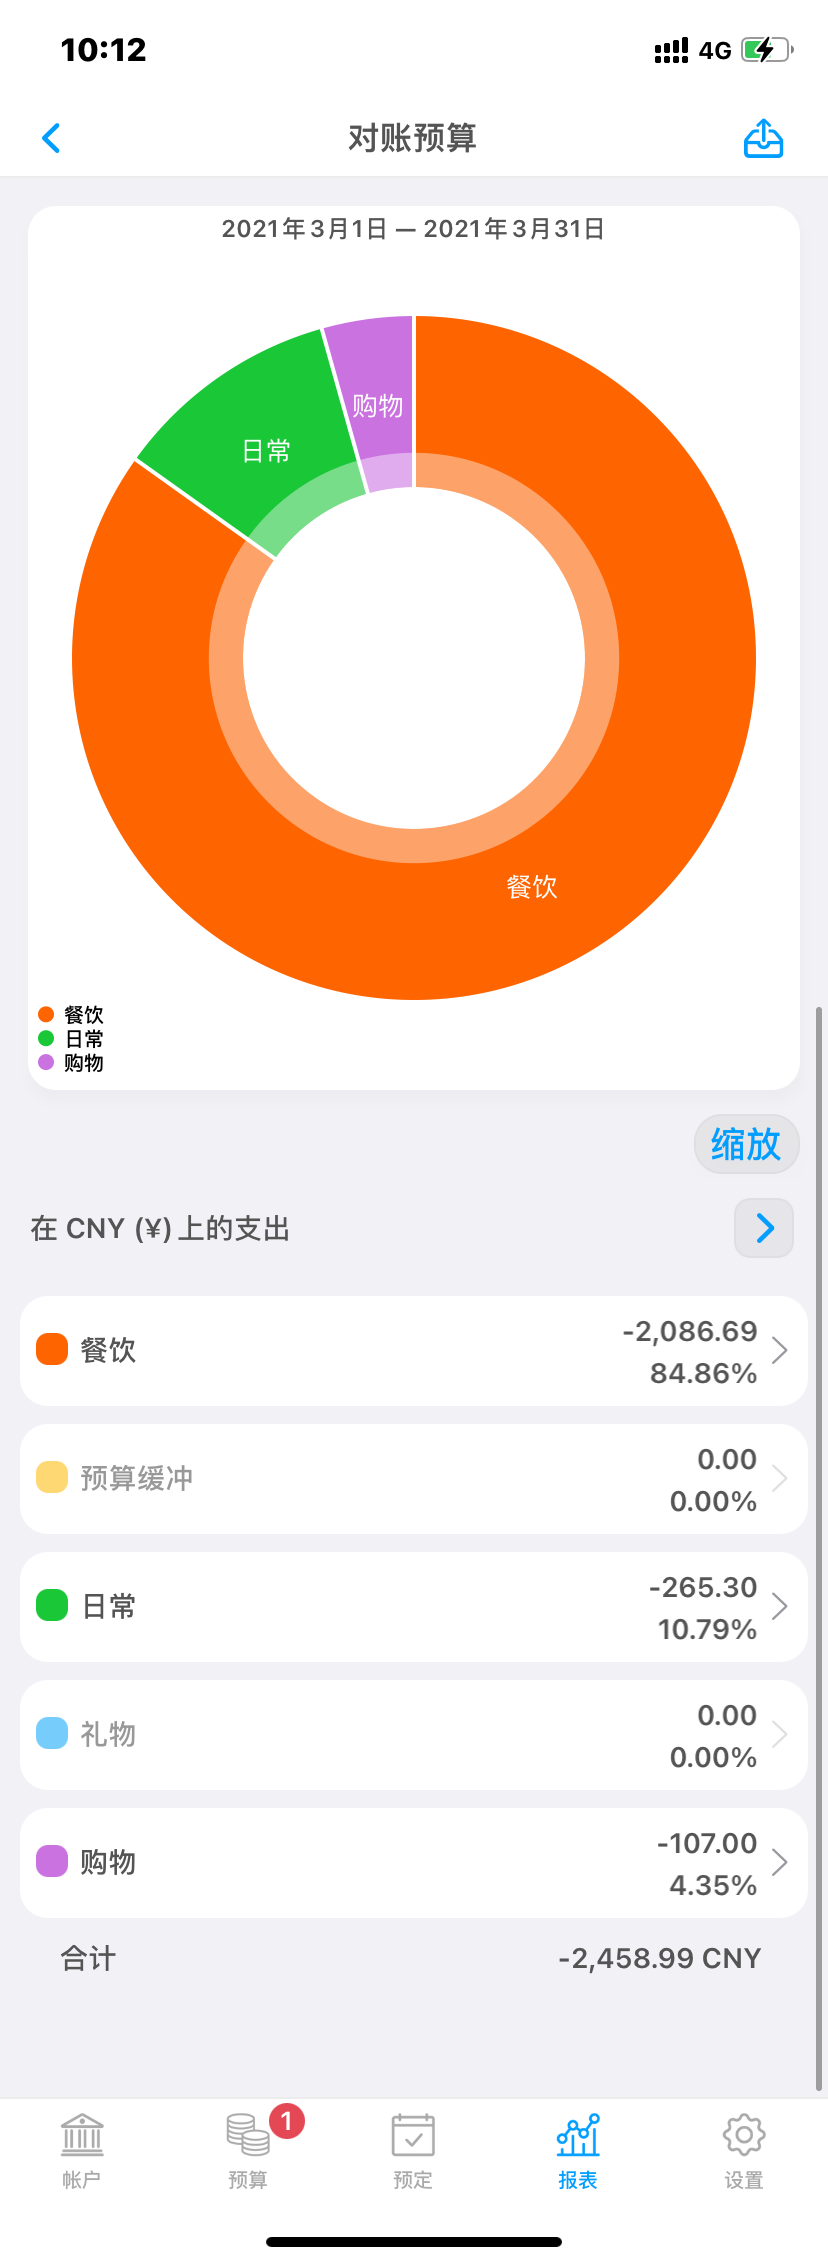 10:12
4G
对账预算
2021年3月1日 — 2021年3月31日
购物
日常
餐饮
餐饮
日常
购物
缩放
在 CNY (¥) 上的支出
餐饮
-2,086.69
84.86%
预算缓冲
0.00
0.00%
日常
-265.30
10.79%
礼物
0.00
0.00%
购物
-107.00
4.35%
合计
-2,458.99 CNY
1
帐户
预算
预定
报表
设置